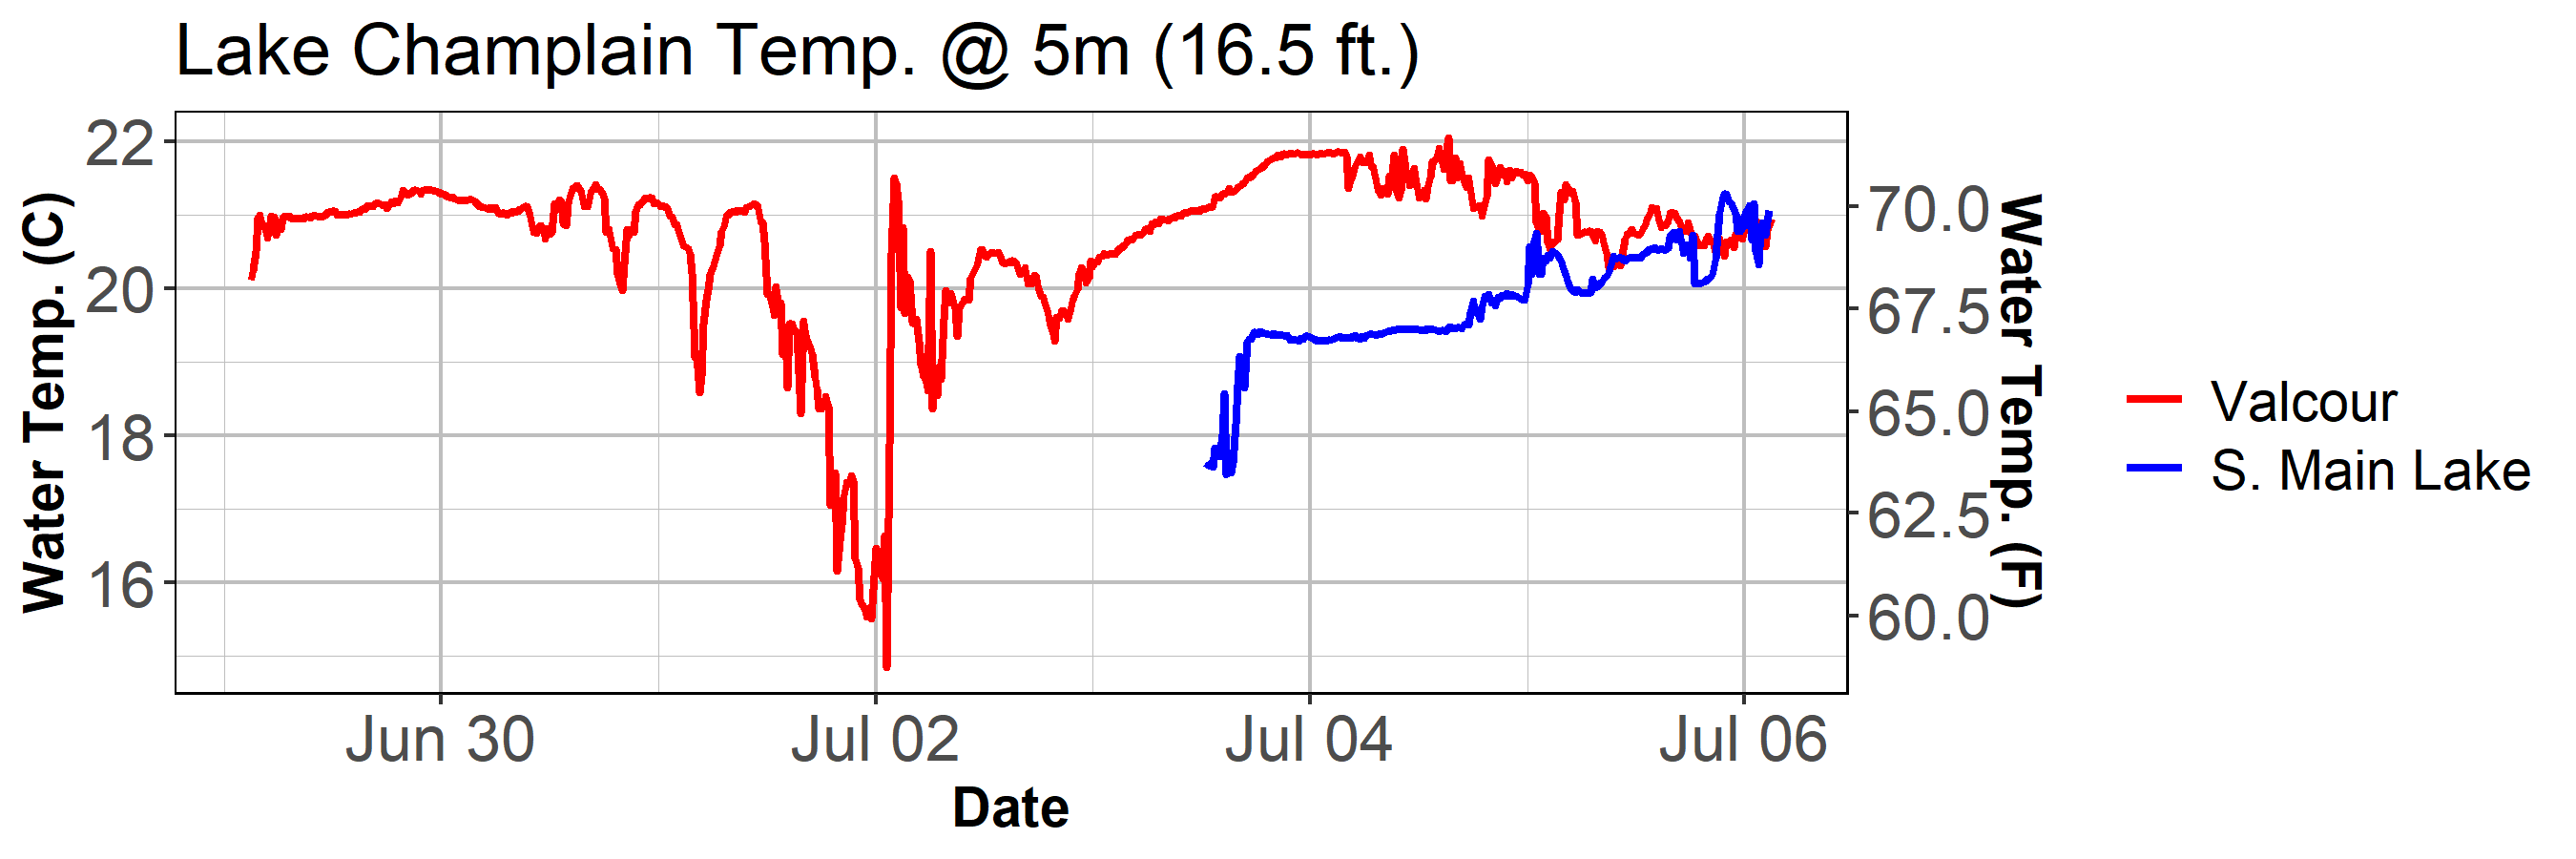 Lake Champlain Temp. @ 5m (16.5 ft.)
Water Temp. (C)
22
20
18
16
70.0
67.5
65.0
62.5
60.0
Water Temp. (F)
Jun 30
Jul 02
Jul 04
Jul 06
Date
Valcour
S. Main Lake